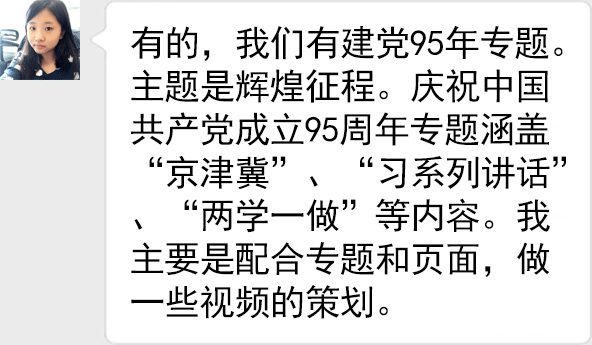 有的，我们有建党95年专题。
主题是辉煌征程。庆祝中国
共产党成立95周年专题涵盖
“京津冀”、“习系列讲话”
、“两学一做”等内容。我
主要是配合专题和页面，做
一些视频的策划。